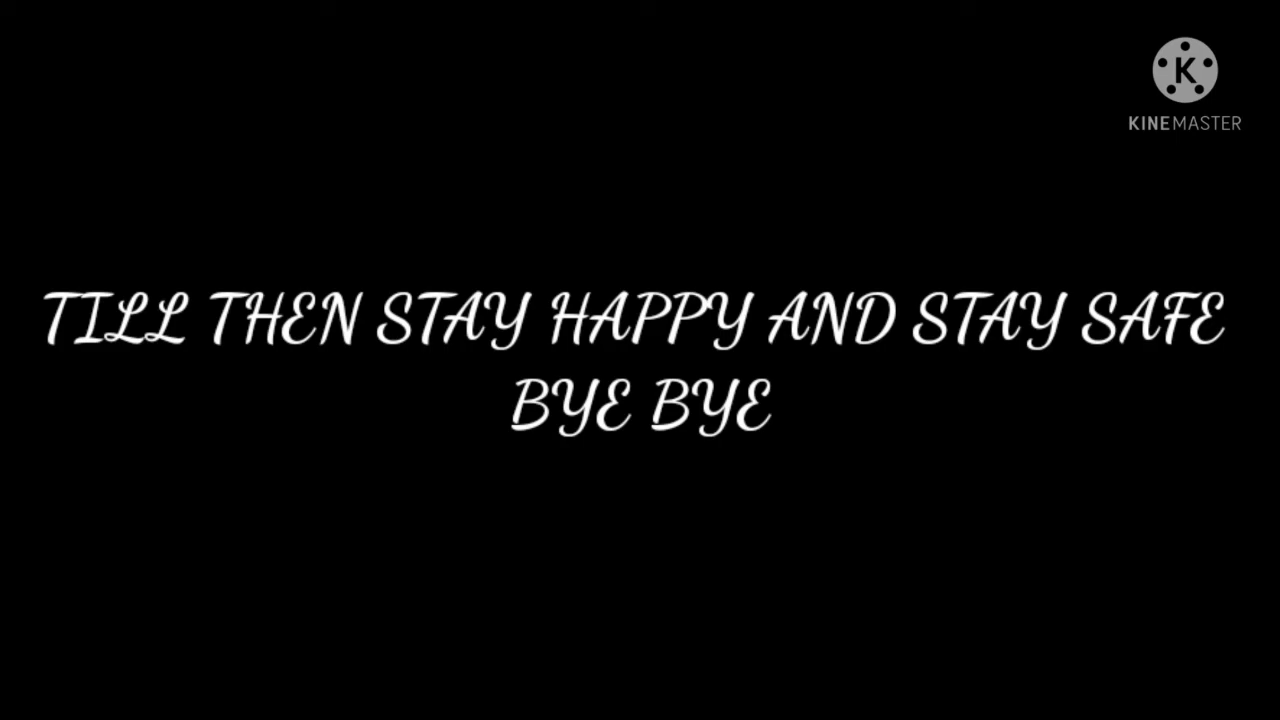 K
KINEMASTER
TILL THEN STAY HAPPY AND STAY SAFE
BYE BYE